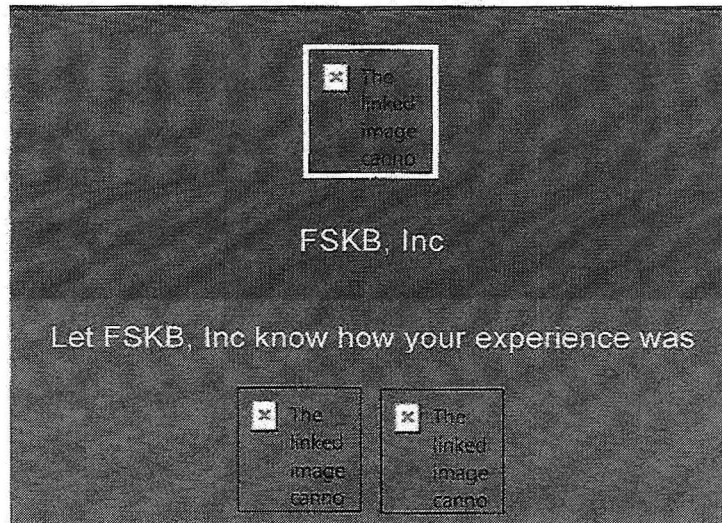 The
linked
image
canno
FSKB, Inc
Let FSKB, Inc know how your experience was
The
linked
image
canno
The
linked
image
canno